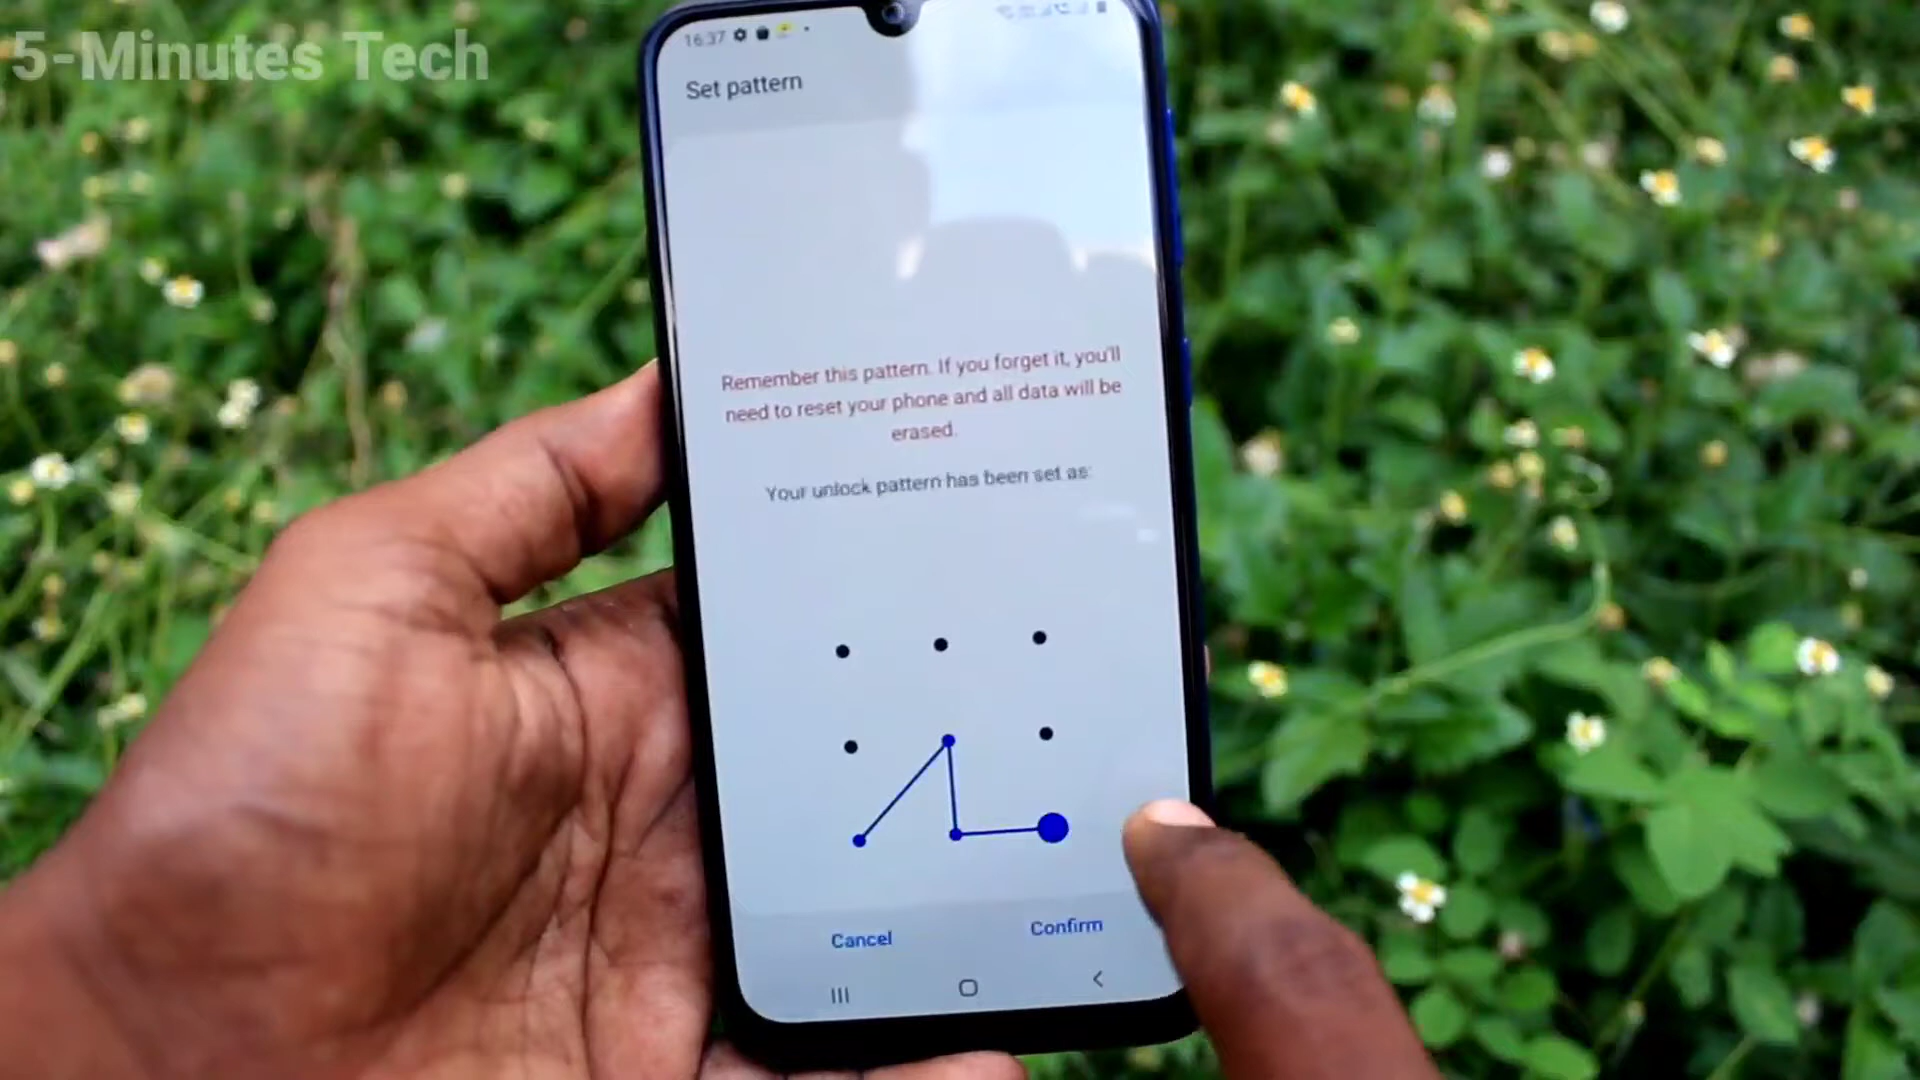 5-Minutes Tech
16:37
Set pattern
Remember this pattern. If you forget it, you'll
need to reset your phone and all data will be
erased.
Your unlock pattern has been set as:
Cancel
Confirm